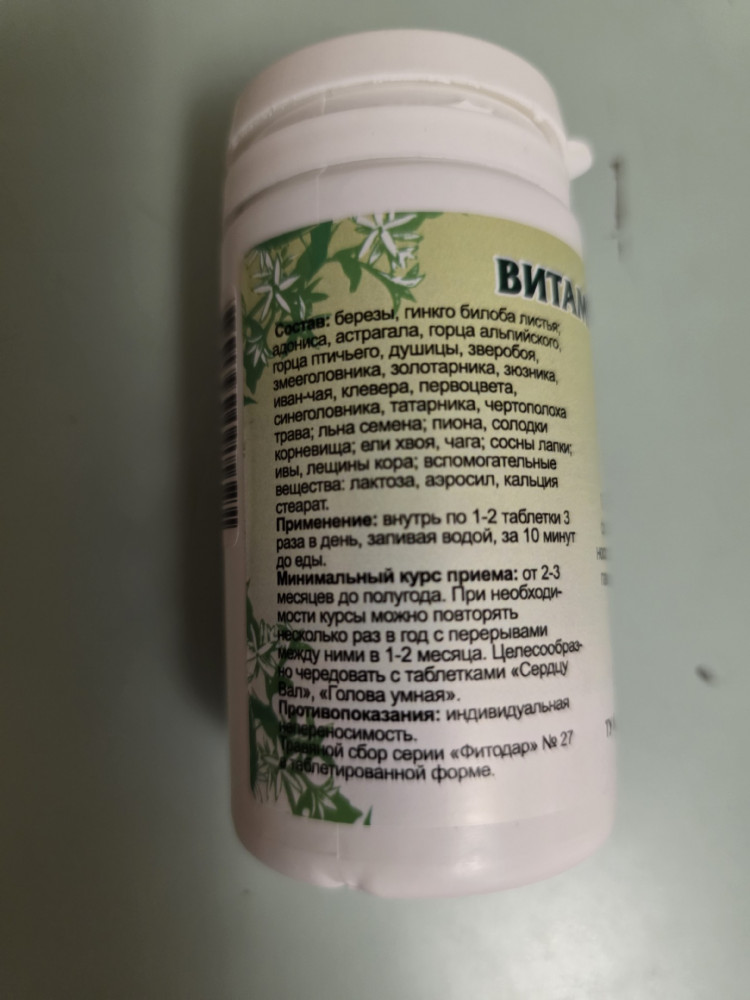 ВИТАМ
Состав: березы, гинкго билоба листья;
адониса, астрагала, горца альпийского,
горца птичьего, душицы, зверобоя,
змееголовника, золотарника, зюзника,
иван-чая, клевера, первоцвета,
синеголовника, татарника, чертополоха
трава; льна семена; пиона, солодки
корневища; ели хвоя, чага; сосны лапки;
ивы, лещины кора; вспомогательные
вещества: лактоза, аэросил, кальция
стеарат.
Применение: внутрь по 1-2 таблетки 3
раза в день, запивая водой, за 10 минут
до еды.
Минимальный курс приема: от 2-3
месяцев до полугода. При необходи-
мости курсы можно повторять
несколько раз в год с перерывами
между ними в 1-2 месяца. Целесообраз-
но чередовать с таблетками «Сердцу
Вал», «Голова умная».
Противопоказания: индивидуальная
непереносимость.
Травяной сбор серии «Фитодар» № 27
в таблетированной форме.